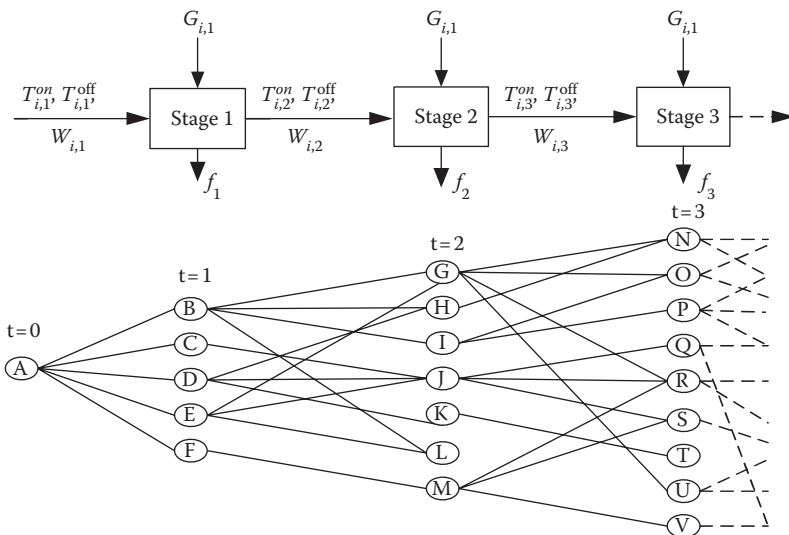 G_{i,1} G_{i,1} G_{i,1}
T^{on}_{i,1}, T^{off}_{i,1}, Stage 1 T^{on}_{i,2}, T^{off}_{i,2}, Stage 2 T^{on}_{i,3}, T^{off}_{i,3}, Stage 3
W_{i,1} W_{i,2} W_{i,3}
f_1 f_2 f_3
t=0
A
t=1
B
C
D
E
F
t=2
G
H
I
J
K
L
M
t=3
N
O
P
Q
R
S
T
U
V